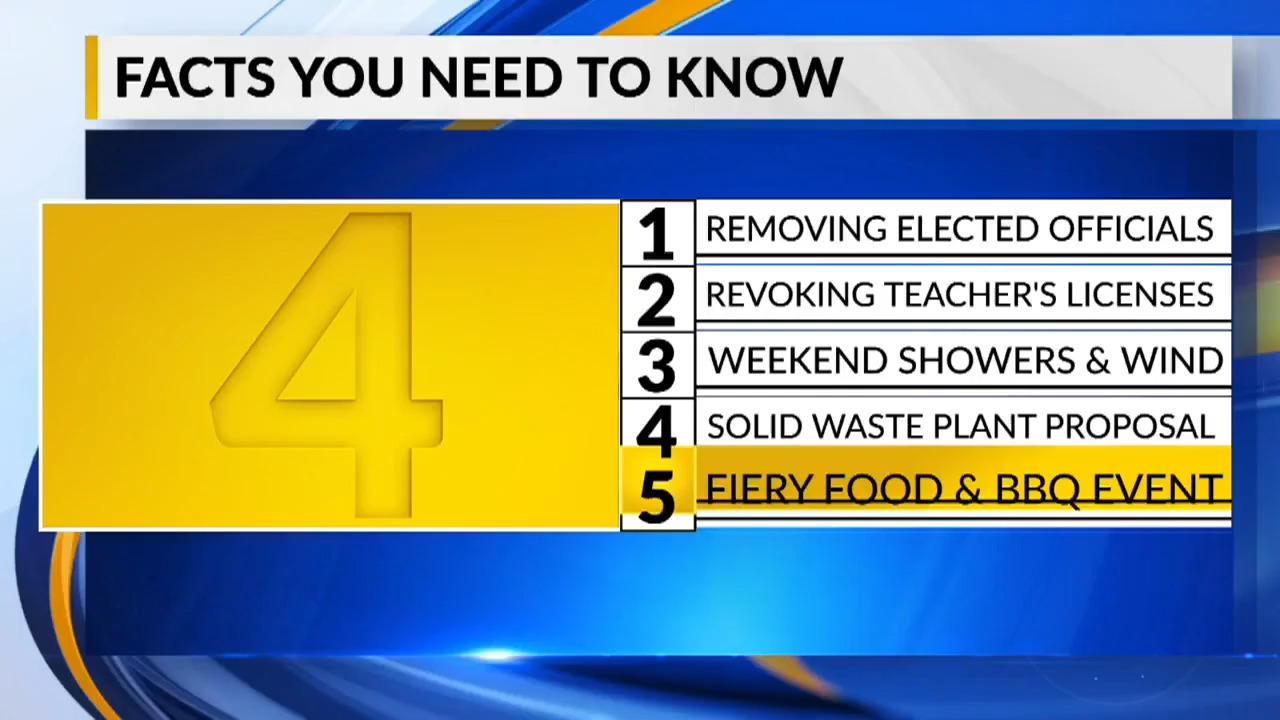 FACTS YOU NEED TO KNOW
4
1 REMOVING ELECTED OFFICIALS
2 REVOKING TEACHER'S LICENSES
3 WEEKEND SHOWERS & WIND
4 SOLID WASTE PLANT PROPOSAL
5 FIERY FOOD & BBQ EVENT